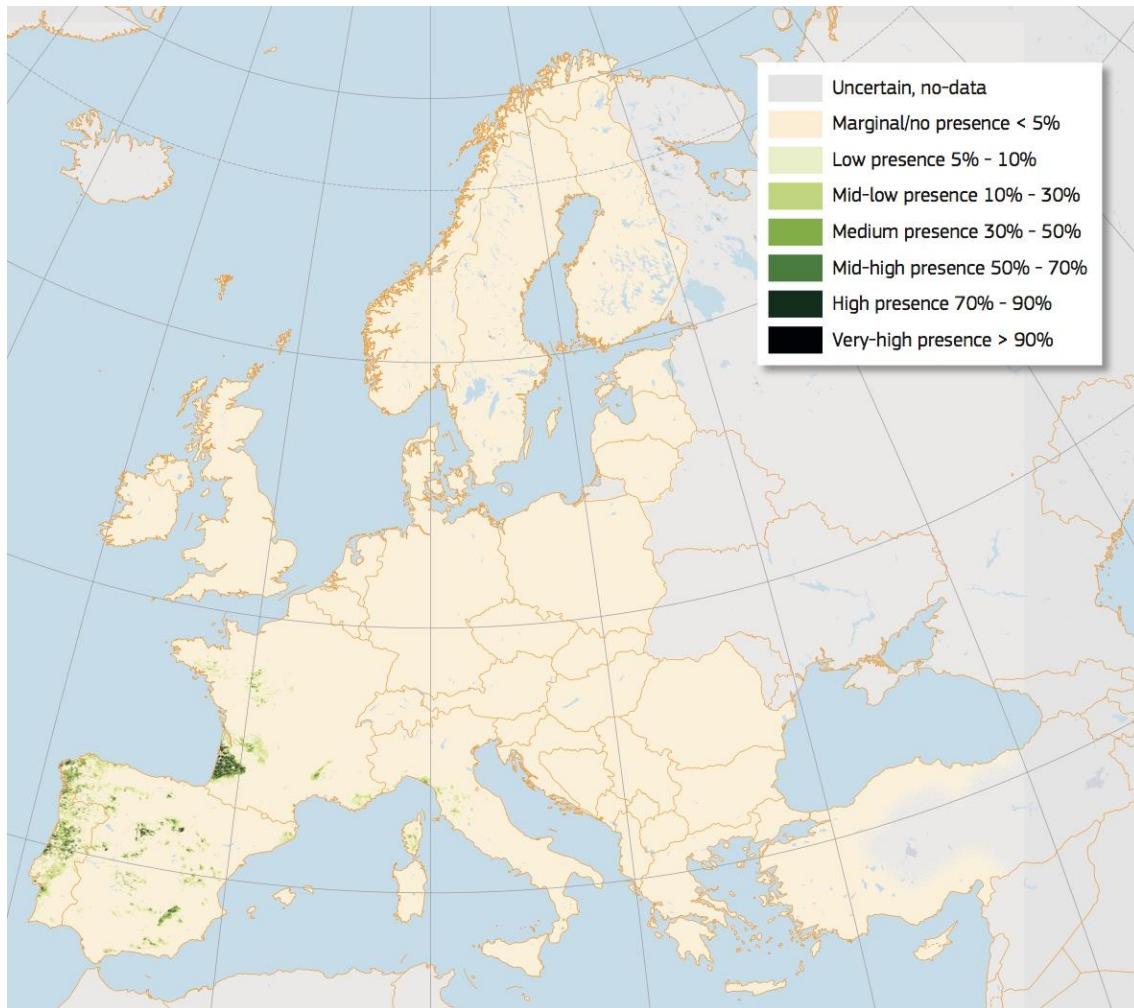 Uncertain, no-data
Marginal/no presence < 5%
Low presence 5% - 10%
Mid-low presence 10% - 30%
Medium presence 30% - 50%
Mid-high presence 50% - 70%
High presence 70% - 90%
Very-high presence > 90%